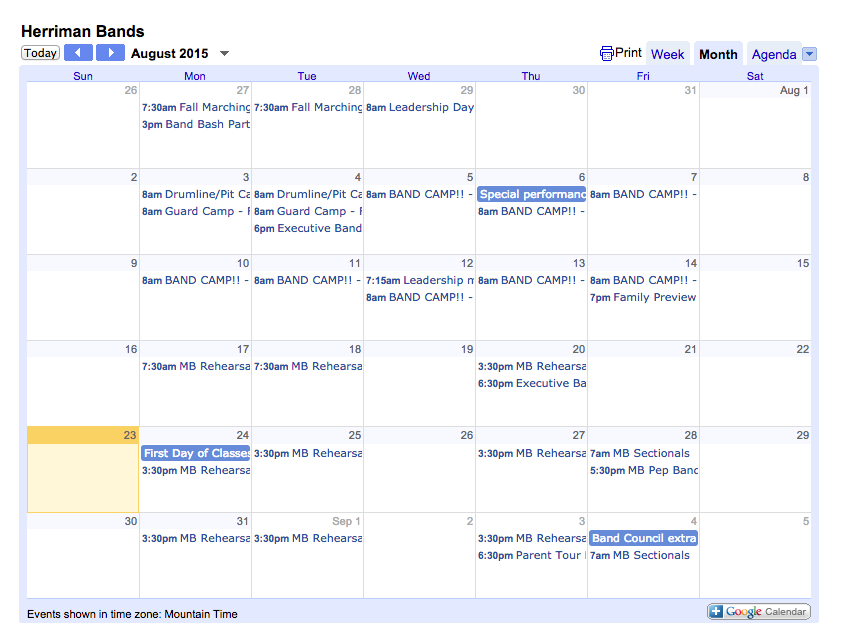 Herriman Bands
Today August 2015 Print Week Month Agenda
Sun Mon Tue Wed Thu Fri Sat
26 27 28 29 30 31 Aug 1
7:30am Fall Marching 7:30am Fall Marching 8am Leadership Day
3pm Band Bash Part
2 3 4 5 6 7 8
8am Drumline/Pit Ca 8am Drumline/Pit Ca 8am BAND CAMP!! - Special performanc 8am BAND CAMP!! -
8am Guard Camp - 8am Guard Camp - 8am BAND CAMP!! -
6pm Executive Band
9 10 11 12 13 14 15
8am BAND CAMP!! - 8am BAND CAMP!! - 7:15am Leadership m 8am BAND CAMP!! - 8am BAND CAMP!! -
8am BAND CAMP!! - 7pm Family Preview
16 17 18 19 20 21 22
7:30am MB Rehearsa 7:30am MB Rehearsa 3:30pm MB Rehearsa
6:30pm Executive Ba
23 24 25 26 27 28 29
First Day of Classes 3:30pm MB Rehearsa 3:30pm MB Rehearsa 7am MB Sectionals
3:30pm MB Rehearsa 5:30pm MB Pep Band
30 31 Sep 1 2 3 4 5
3:30pm MB Rehearsa 3:30pm MB Rehearsa 3:30pm MB Rehearsa Band Council extra
6:30pm Parent Tour 7am MB Sectionals
Events shown in time zone: Mountain Time
Google Calendar